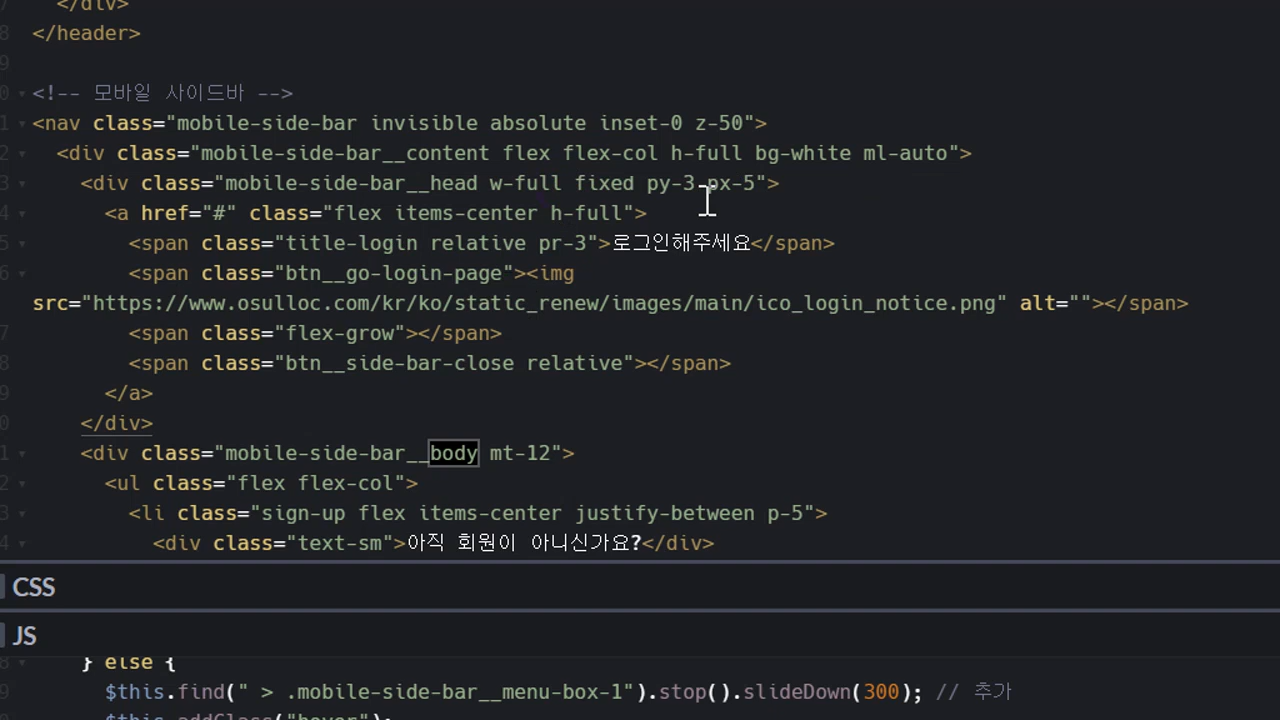 </div>
</header>
<!-- 모바일 사이드바 -->
<nav class="mobile-side-bar invisible absolute inset-0 z-50">
<div class="mobile-side-bar__content flex flex-col h-full bg-white ml-auto">
<div class="mobile-side-bar__head w-full fixed py-3 px-5">
<a href="#" class="flex items-center h-full">
<span class="title-login relative pr-3">로그인해주세요</span>
<span class="btn__go-login-page"><img
src="https://www.osulloc.com/kr/ko/static_renew/images/main/ico_login_notice.png" alt=""></span>
<span class="flex-grow"></span>
<span class="btn__side-bar-close relative"></span>
</a>
</div>
<div class="mobile-side-bar__body mt-12">
<ul class="flex flex-col">
<li class="sign-up flex items-center justify-between p-5">
<div class="text-sm">아직 회원이 아니신가요?</div>
CSS
JS
} else {
$this.find(" > .mobile-side-bar__menu-box-1").stop().slideDown(300); // 추가
$this.addClass("hover");